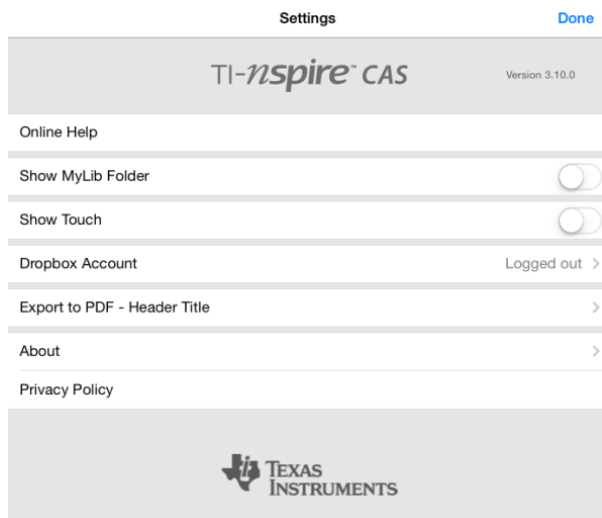 Settings Done
TI-nspire™ CAS Version 3.10.0
Online Help
Show MyLib Folder
Show Touch
Dropbox Account Logged out >
Export to PDF - Header Title >
About >
Privacy Policy
TEXAS
INSTRUMENTS